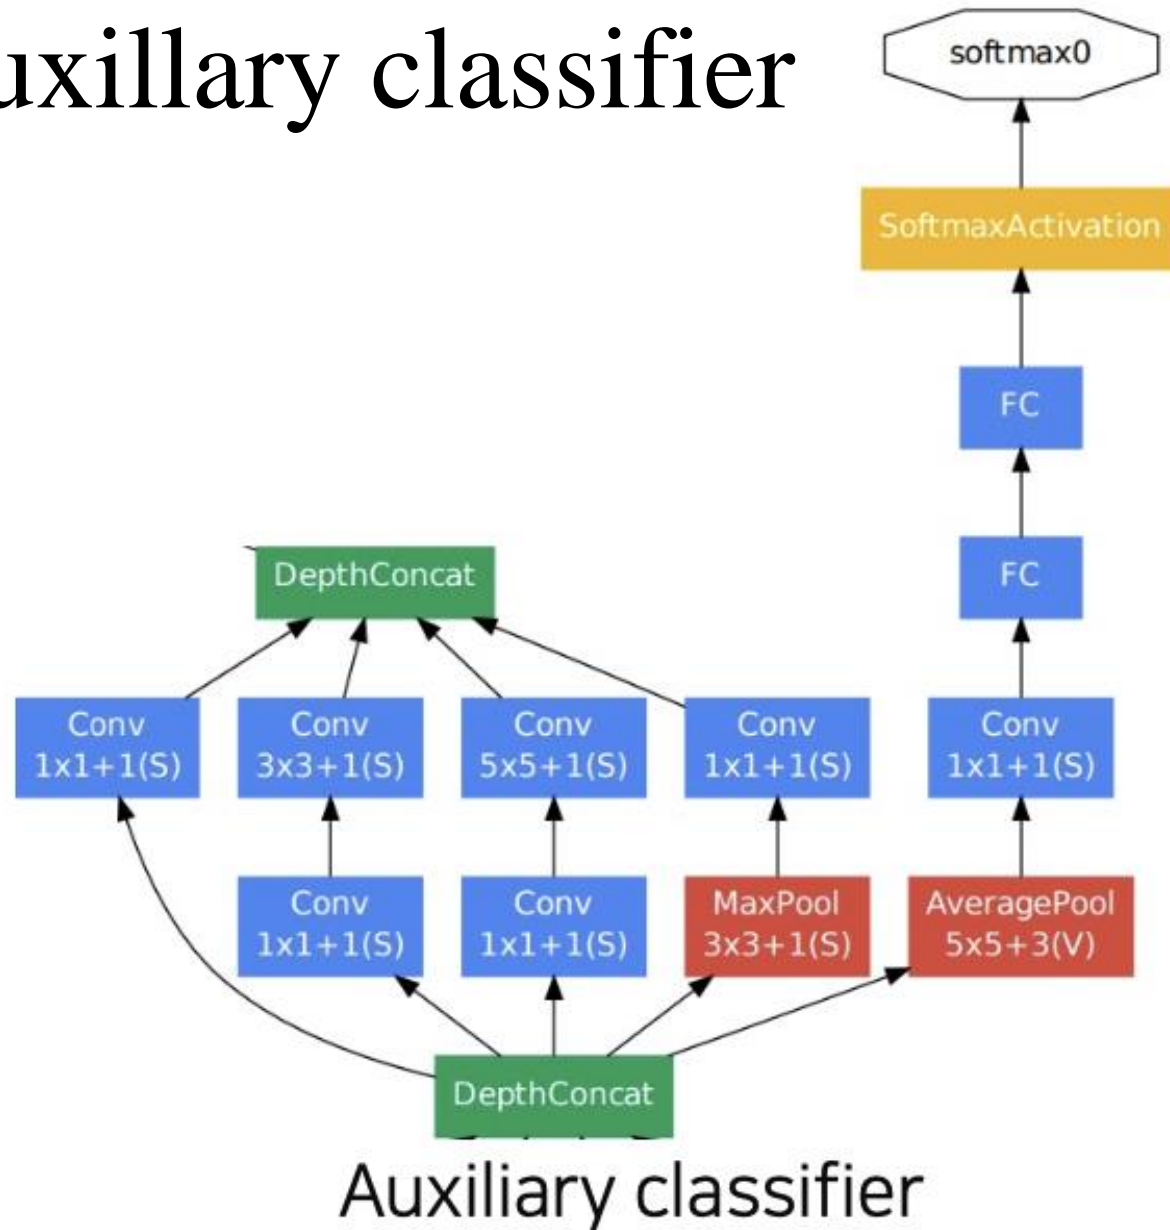 uxillary classifier
softmax0
SoftmaxActivation
FC
FC
DepthConcat
Conv
1x1+1(S)
Conv
3x3+1(S)
Conv
5x5+1(S)
Conv
1x1+1(S)
Conv
1x1+1(S)
Conv
1x1+1(S)
Conv
1x1+1(S)
MaxPool
3x3+1(S)
AveragePool
5x5+3(V)
DepthConcat
Auxiliary classifier